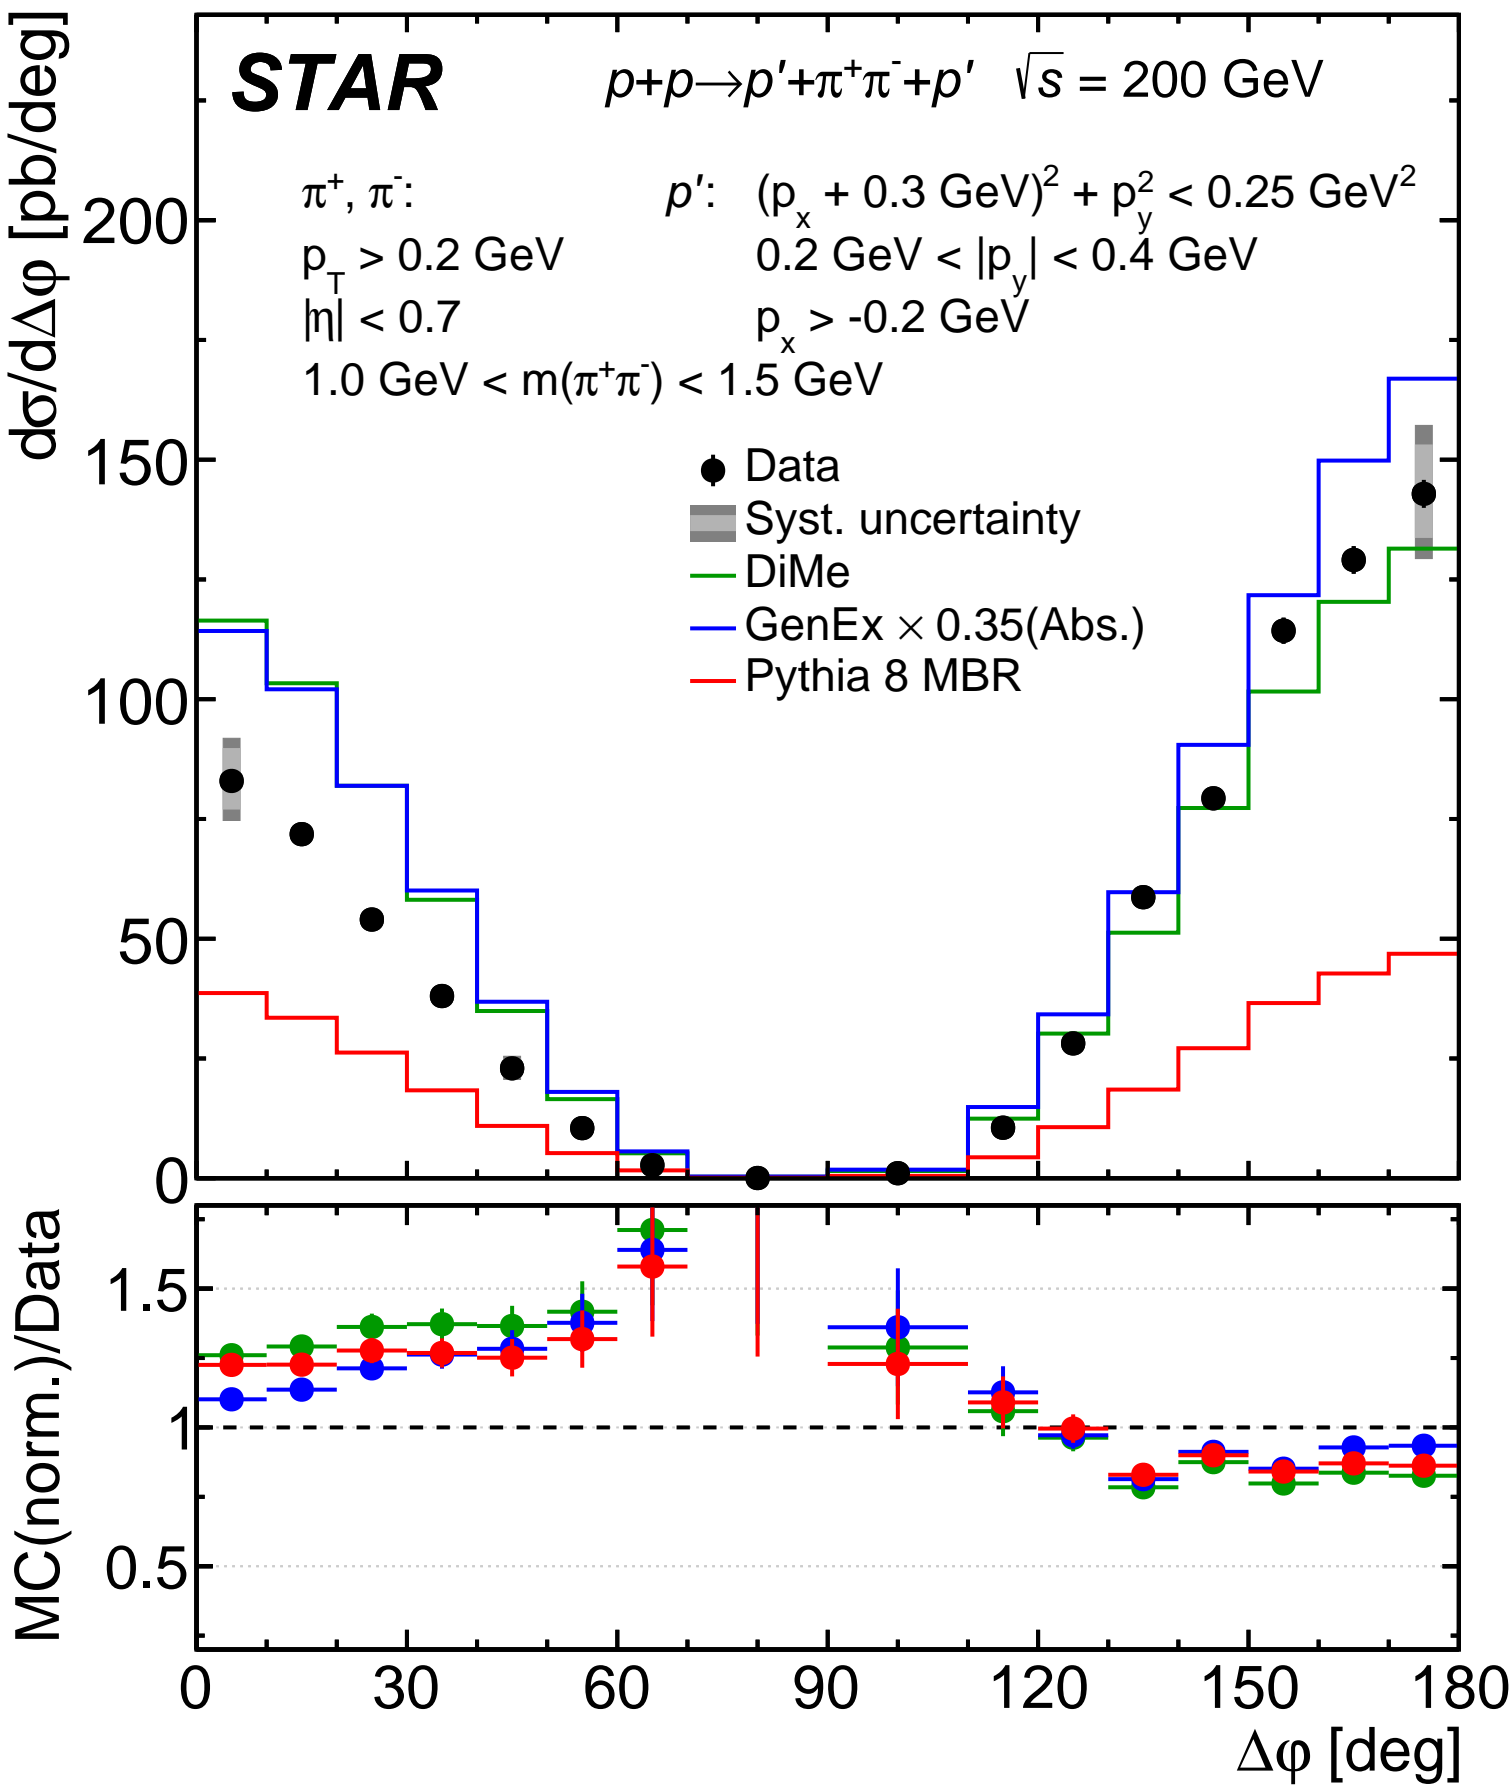 STAR p+p→p′+π⁺π⁻+p′ √s = 200 GeV
π⁺, π⁻: p′: (pₓ + 0.3 GeV)² + p_y² < 0.25 GeV²
p_T > 0.2 GeV 0.2 GeV < |p_y| < 0.4 GeV
|η| < 0.7 pₓ > -0.2 GeV
1.0 GeV < m(π⁺π⁻) < 1.5 GeV
Data
Syst. uncertainty
DiMe
GenEx × 0.35(Abs.)
Pythia 8 MBR
dσ/dΔφ [pb/deg]
200
150
100
50
0
MC(norm.)/Data
1.5
1
0.5
0 30 60 90 120 150 180
Δφ [deg]